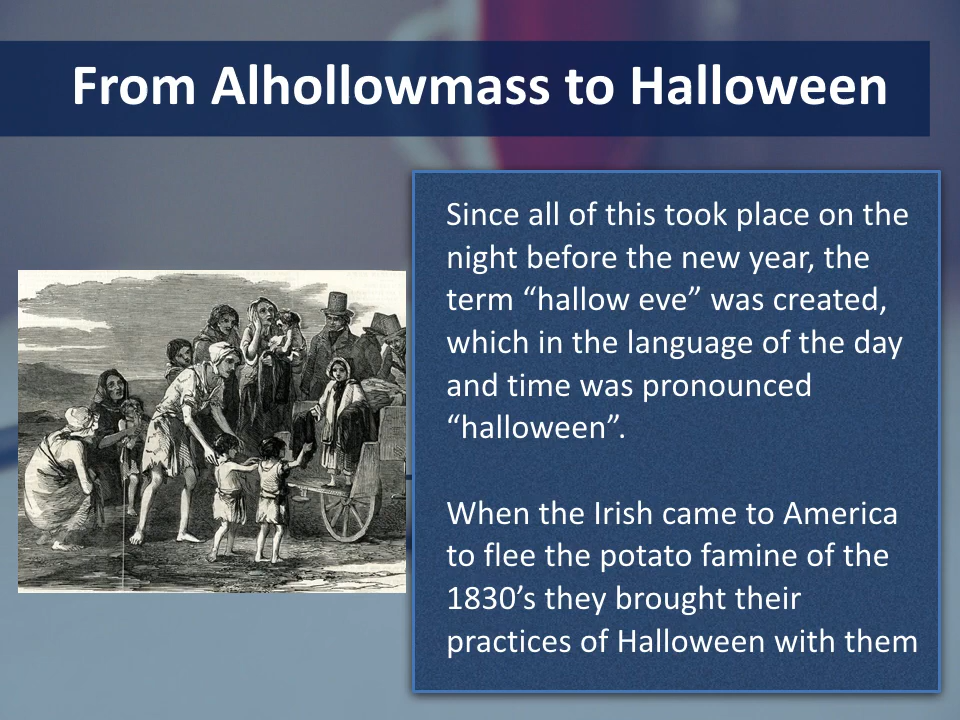 From Alhollowmass to Halloween
Since all of this took place on the
night before the new year, the
term “hallow eve” was created,
which in the language of the day
and time was pronounced
“halloween”.
When the Irish came to America
to flee the potato famine of the
1830’s they brought their
practices of Halloween with them